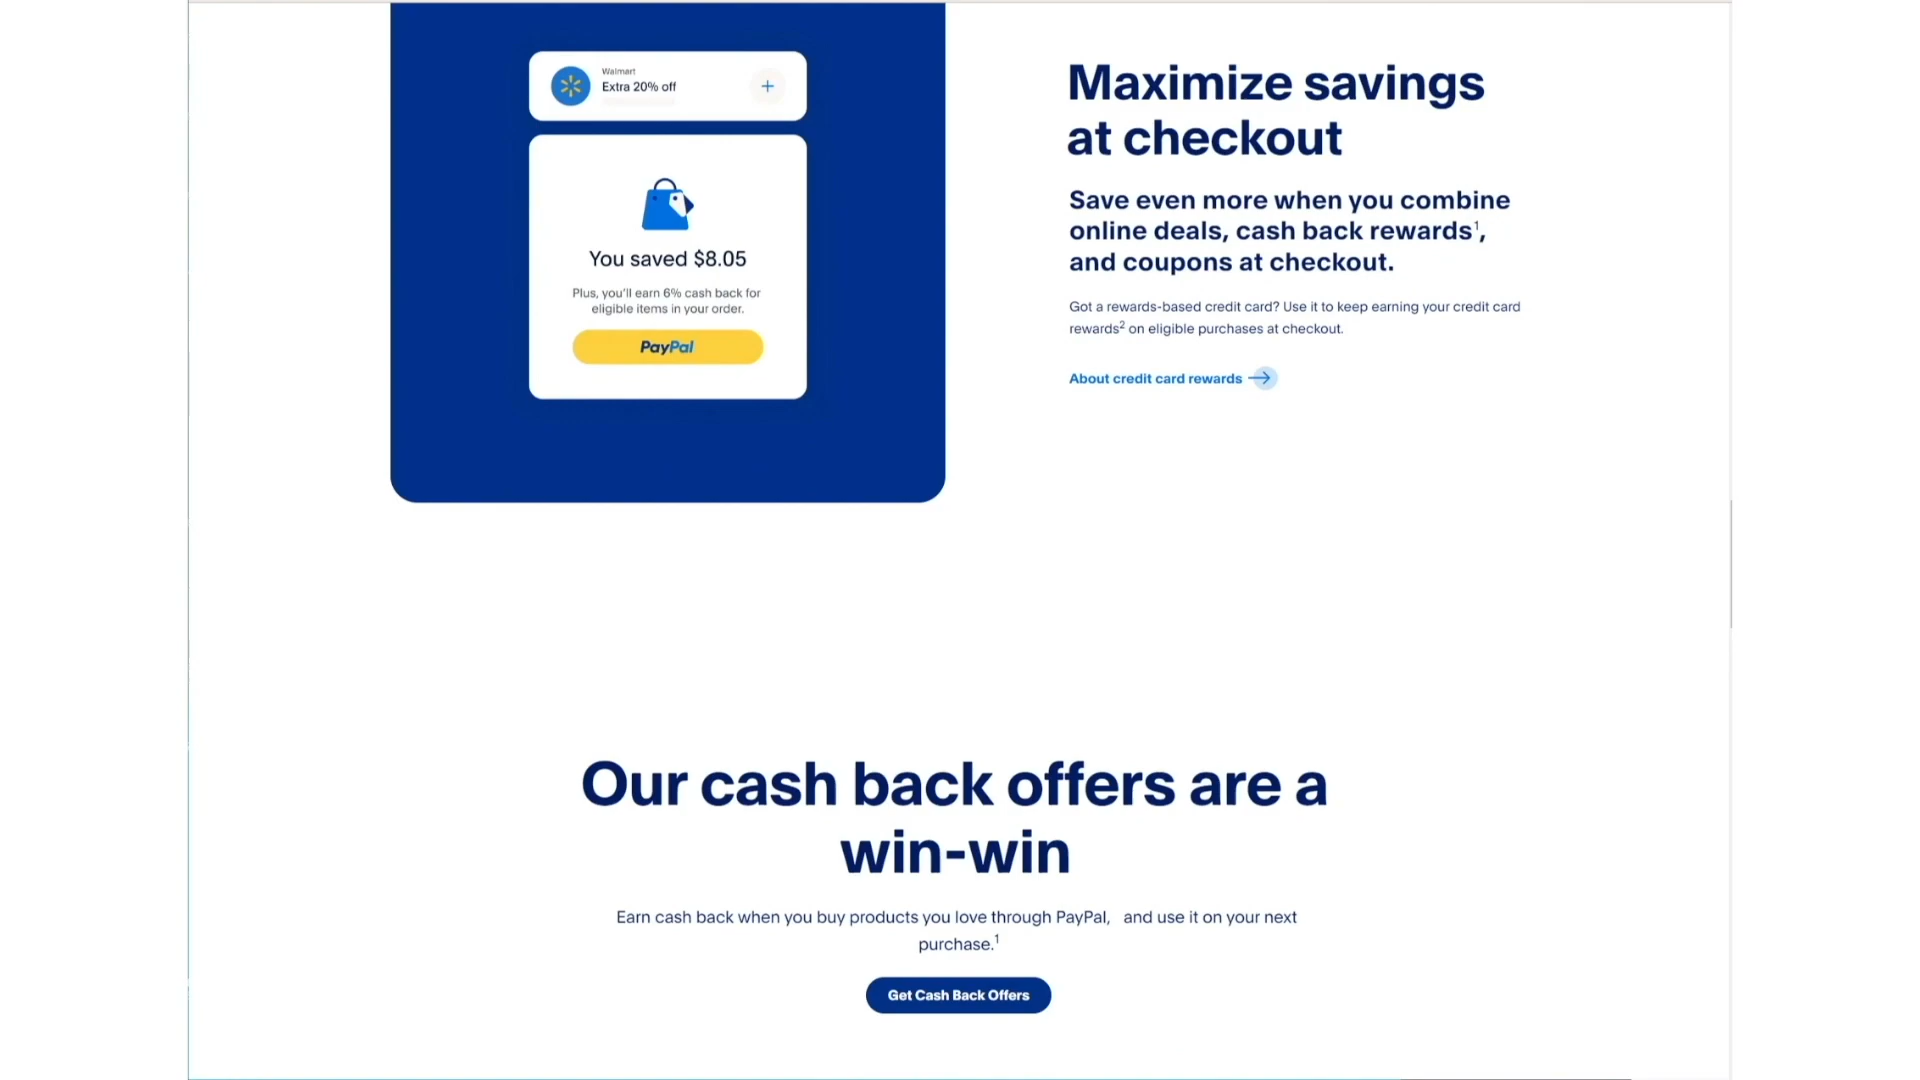 Walmart
Extra 20% off
You saved $8.05
Plus, you'll earn 6% cash back for
eligible items in your order.
PayPal
Maximize savings
at checkout
Save even more when you combine
online deals, cash back rewards¹,
and coupons at checkout.
Got a rewards-based credit card? Use it to keep earning your credit card
rewards² on eligible purchases at checkout.
About credit card rewards
Our cash back offers are a
win-win
Earn cash back when you buy products you love through PayPal, and use it on your next
purchase.¹
Get Cash Back Offers